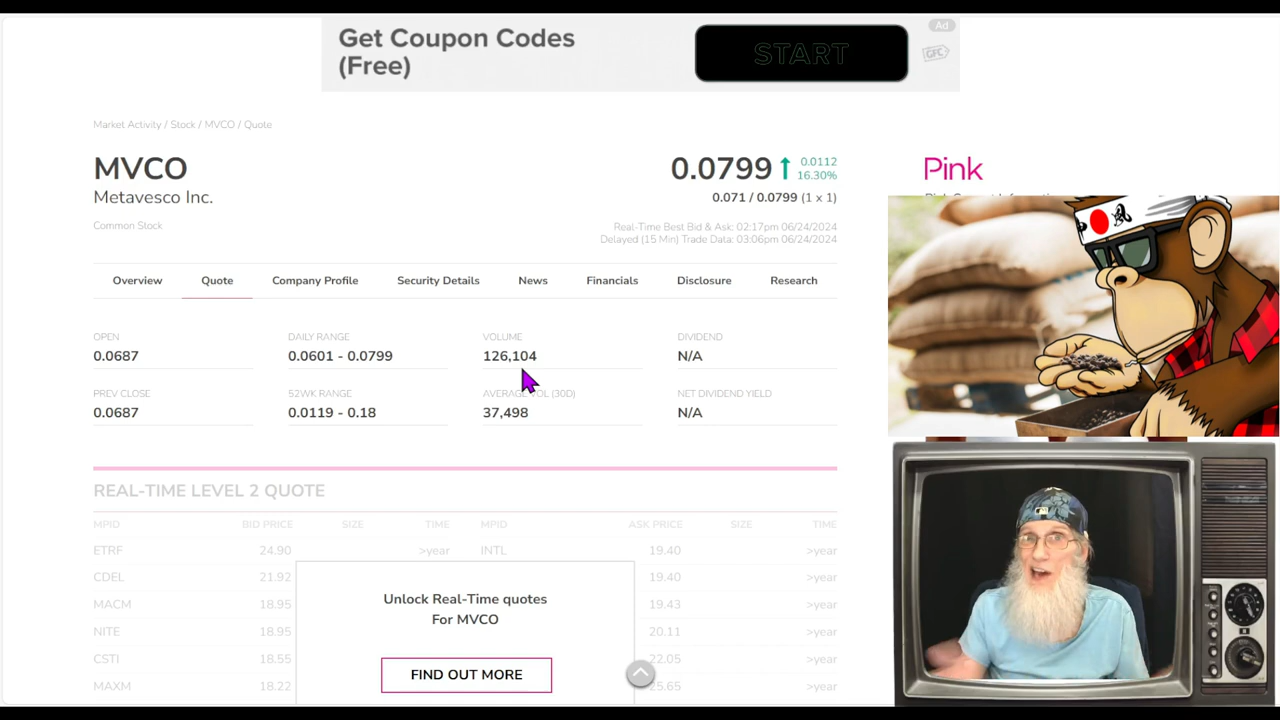 Get Coupon Codes
(Free)
START
Ad
GFC
Market Activity / Stock / MVCO / Quote
MVCO
0.0799
0.0112
16.30%
Pink
Metavesco Inc.
0.071 / 0.0799 (1 x 1)
Common Stock
Real-Time Best Bid & Ask: 02:17pm 06/24/2024
Delayed (15 Min) Trade Data: 03:06pm 06/24/2024
Overview
Quote
Company Profile
Security Details
News
Financials
Disclosure
Research
OPEN
DAILY RANGE
VOLUME
DIVIDEND
0.0687
0.0601 - 0.0799
126,104
N/A
PREV CLOSE
52WK RANGE
AVERAGE VOL (30D)
NET DIVIDEND YIELD
0.0687
0.0119 - 0.18
37,498
N/A
REAL-TIME LEVEL 2 QUOTE
MPID BID PRICE SIZE TIME MPID ASK PRICE SIZE TIME
ETRF 24.90 >year INTL 19.40 >year
CDEL 21.92 19.40 >year
MACM 18.95 19.43 >year
NITE 18.95 20.11 >year
CSTI 18.55 22.05 >year
MAXM 18.22 25.65 >year
Unlock Real-Time quotes
For MVCO
FIND OUT MORE